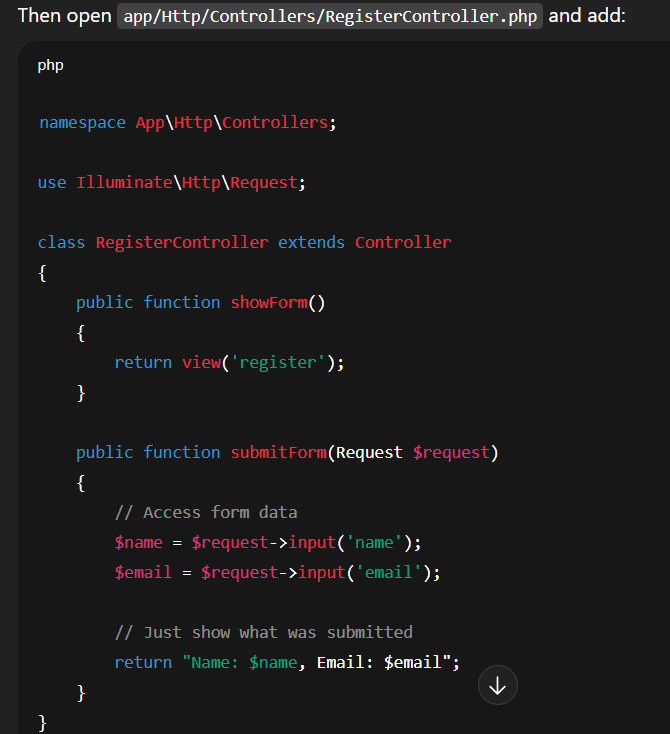 Then open app/Http/Controllers/RegisterController.php and add:
php
namespace App\Http\Controllers;
use Illuminate\Http\Request;
class RegisterController extends Controller
{
    public function showForm()
    {
        return view('register');
    }
    public function submitForm(Request $request)
    {
        // Access form data
        $name = $request->input('name');
        $email = $request->input('email');
        // Just show what was submitted
        return "Name: $name, Email: $email";
    }
}